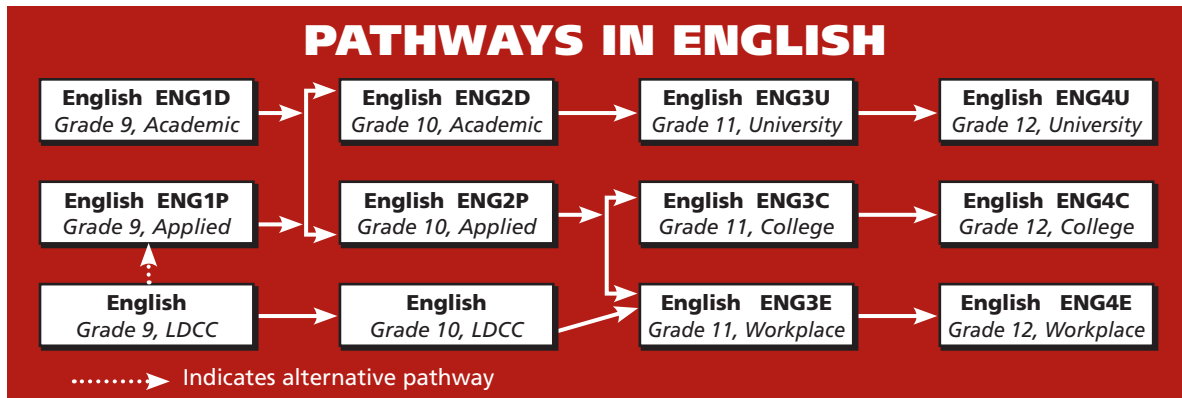 PATHWAYS IN ENGLISH
English ENG1D
Grade 9, Academic
English ENG2D
Grade 10, Academic
English ENG3U
Grade 11, University
English ENG4U
Grade 12, University
English ENG1P
Grade 9, Applied
English ENG2P
Grade 10, Applied
English ENG3C
Grade 11, College
English ENG4C
Grade 12, College
English
Grade 9, LDCC
English
Grade 10, LDCC
English ENG3E
Grade 11, Workplace
English ENG4E
Grade 12, Workplace
Indicates alternative pathway